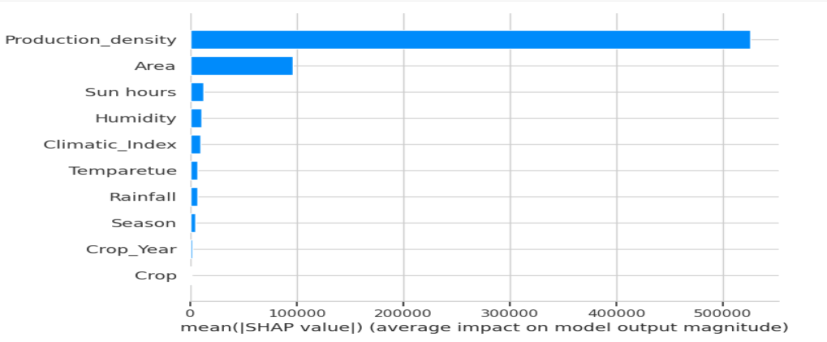 Production_density
Area
Sun hours
Humidity
Climatic_Index
Temparetue
Rainfall
Season
Crop_Year
Crop
0 100000 200000 300000 400000 500000
mean(|SHAP value|) (average impact on model output magnitude)